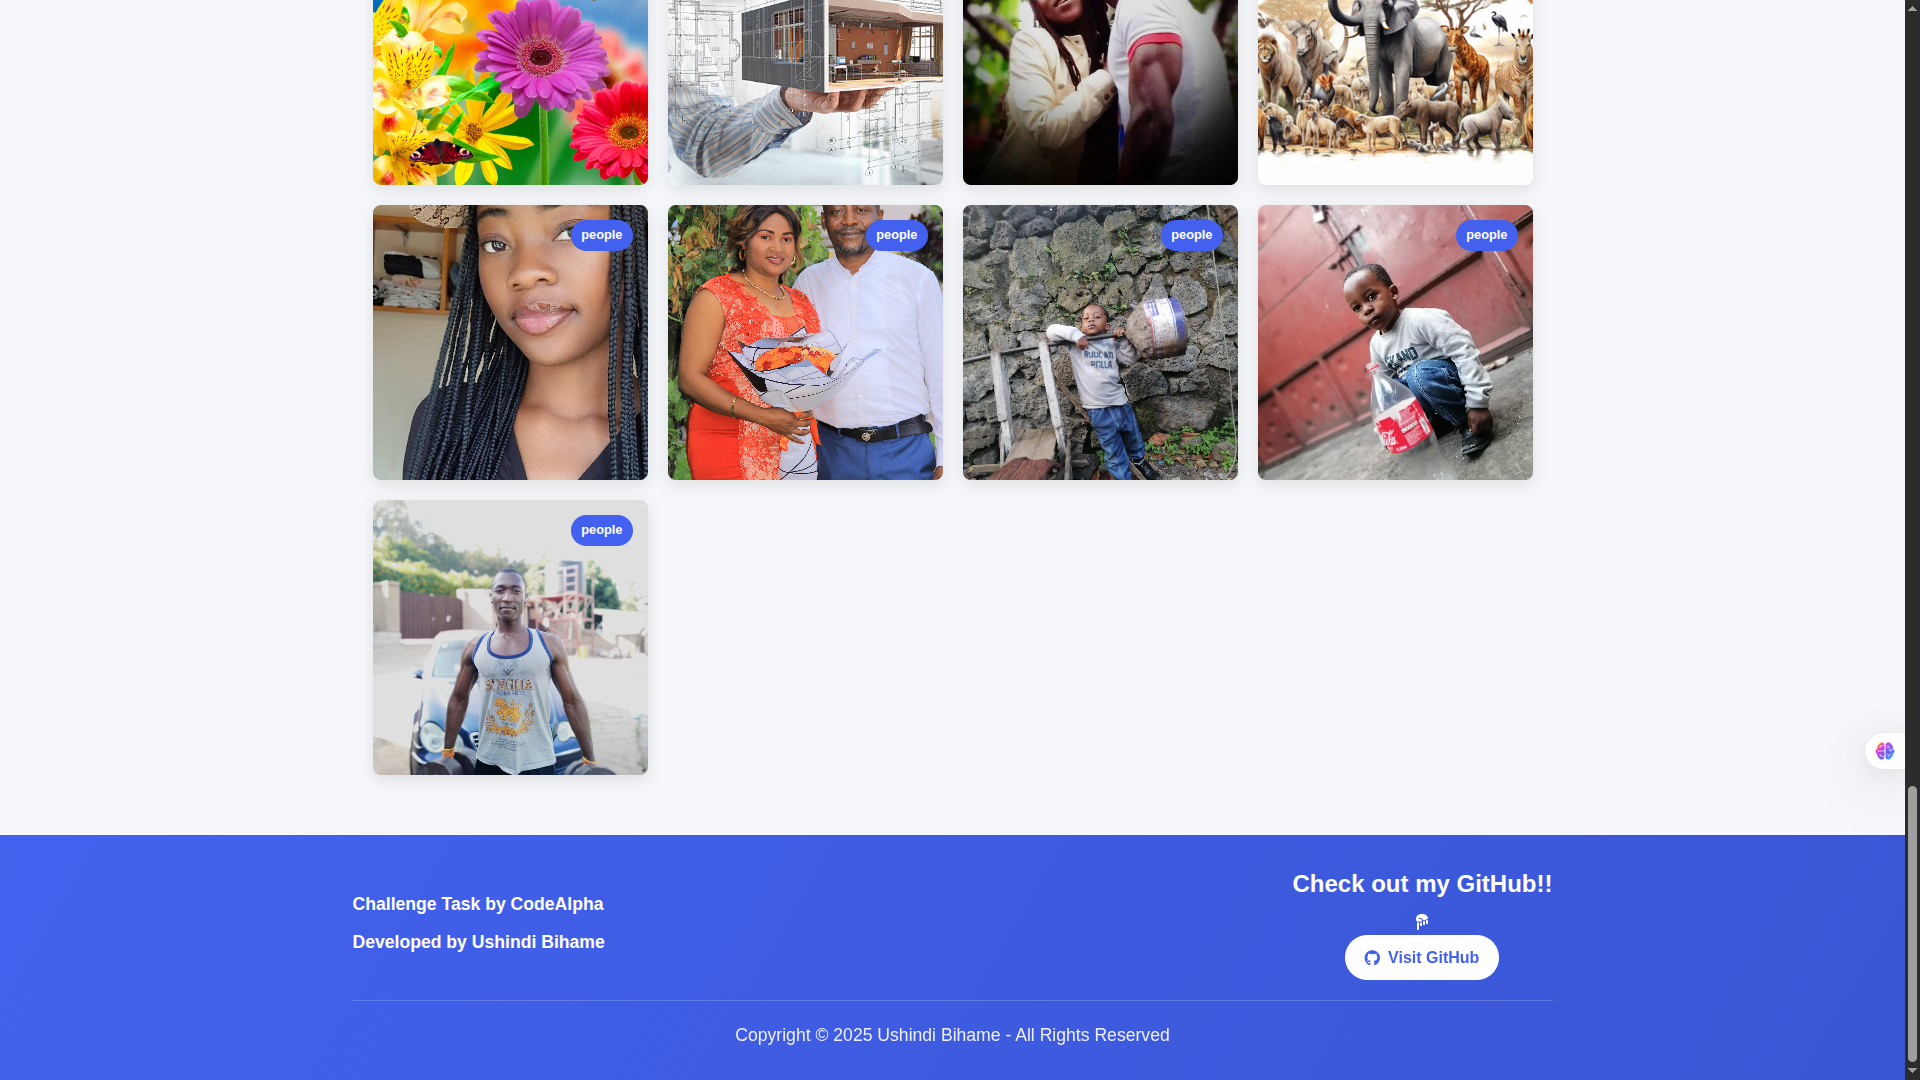 people
people
people
people
people
Challenge Task by CodeAlpha
Developed by Ushindi Bihame
Check out my GitHub!!
Visit GitHub
Copyright © 2025 Ushindi Bihame - All Rights Reserved